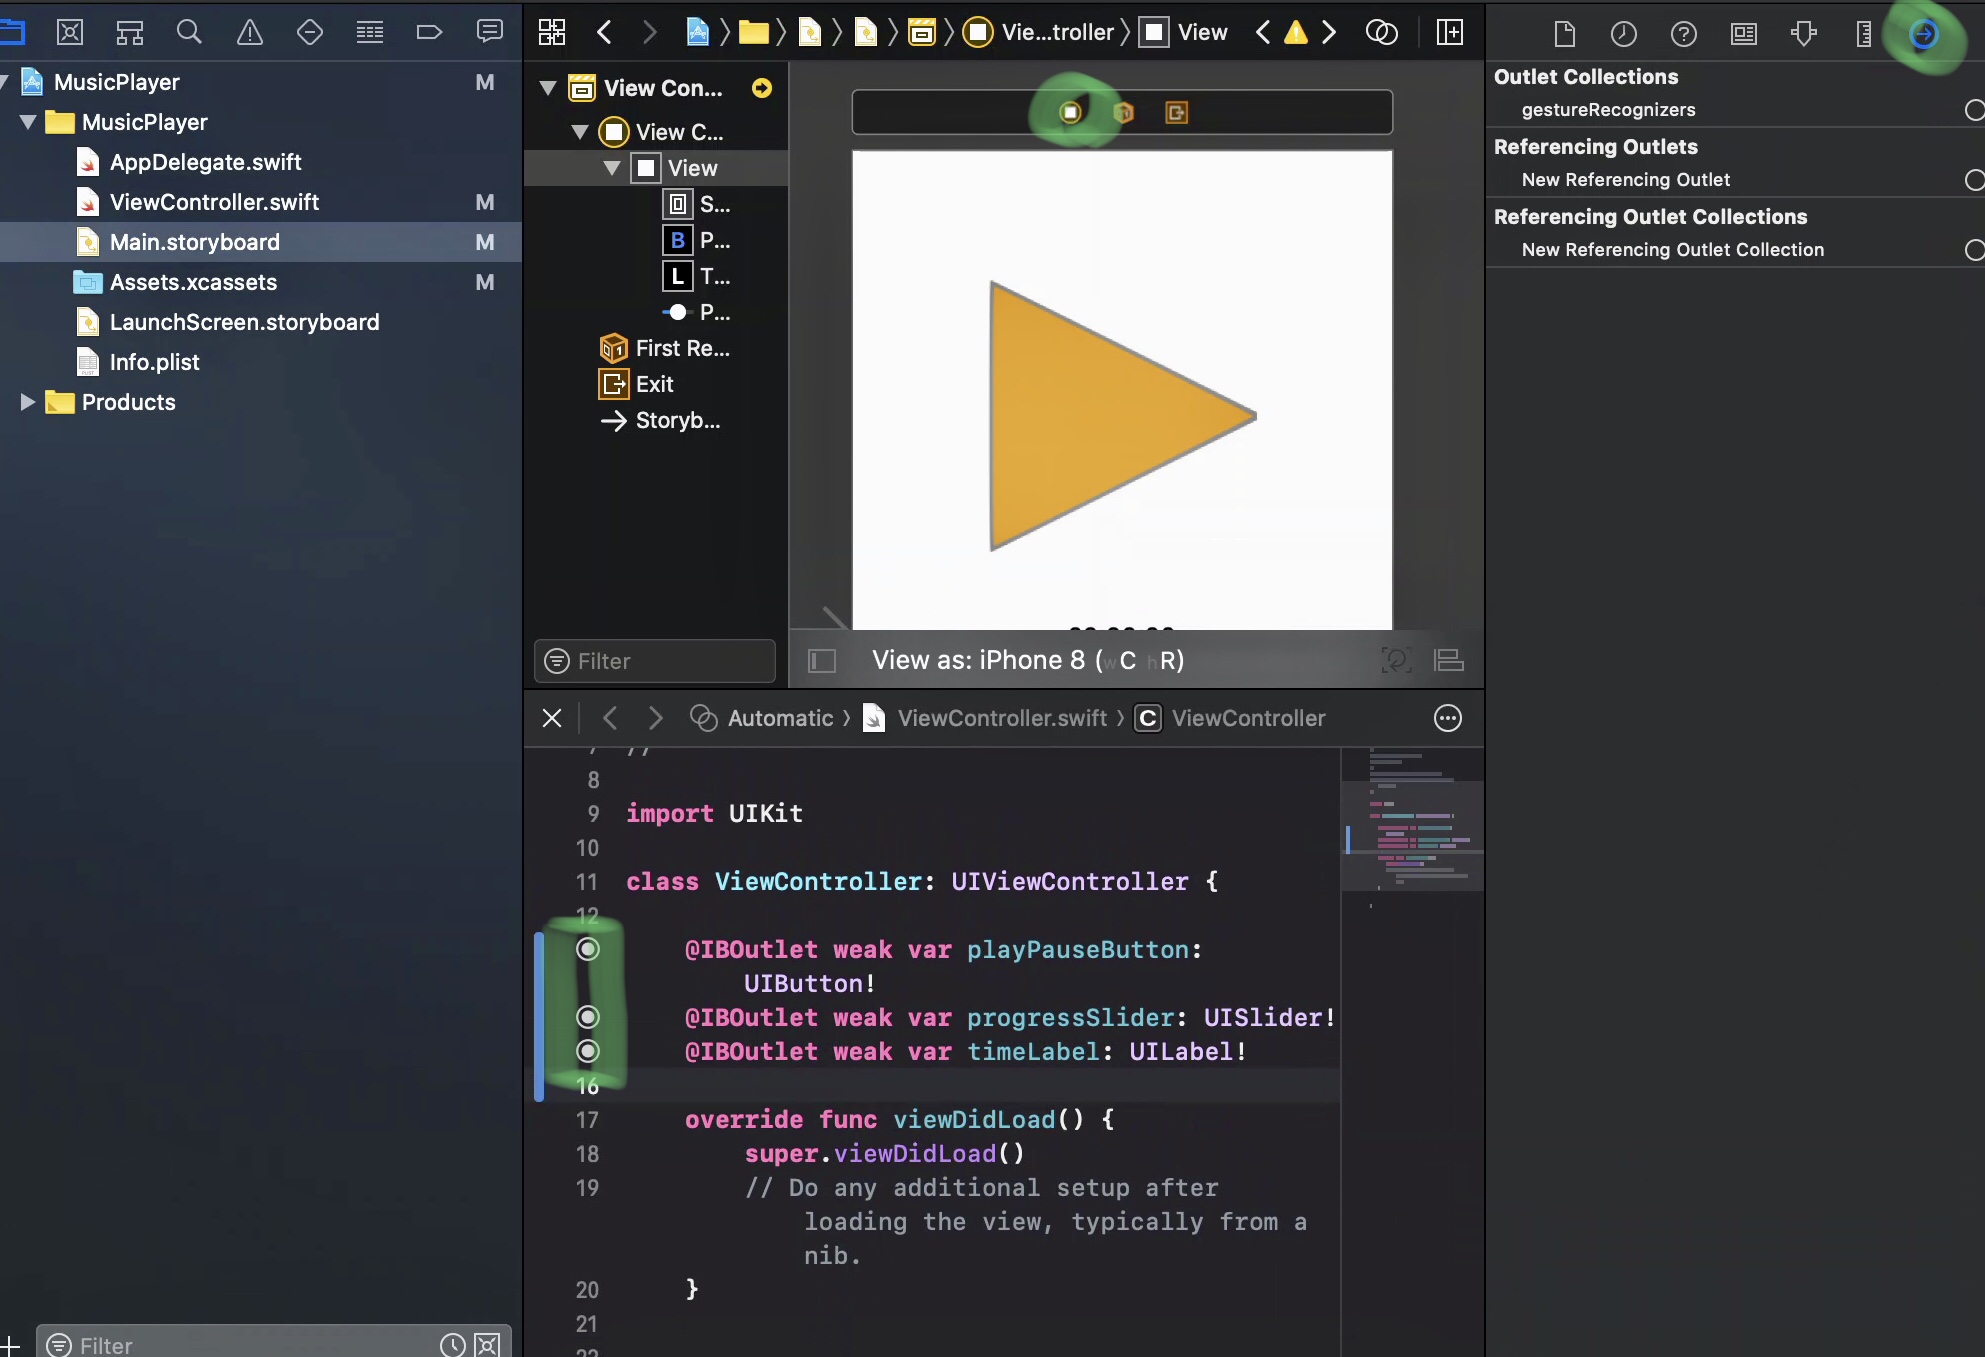 MusicPlayer M
MusicPlayer
AppDelegate.swift
ViewController.swift M
Main.storyboard M
Assets.xcassets M
LaunchScreen.storyboard
Info.plist
Products
Filter
Vie...troller View
View Con...
View C...
View
S...
B P...
L T...
P...
First Re...
Exit
Storyb...
Filter
View as: iPhone 8 (wC hR)
Outlet Collections
gestureRecognizers
Referencing Outlets
New Referencing Outlet
Referencing Outlet Collections
New Referencing Outlet Collection
Automatic ViewController.swift C ViewController
7 //
8
9 import UIKit
10
11 class ViewController: UIViewController {
12
@IBOutlet weak var playPauseButton:
UIButton!
@IBOutlet weak var progressSlider: UISlider!
@IBOutlet weak var timeLabel: UILabel!
16
17 override func viewDidLoad() {
18 super.viewDidLoad()
19 // Do any additional setup after
loading the view, typically from a
nib.
20 }
21
22